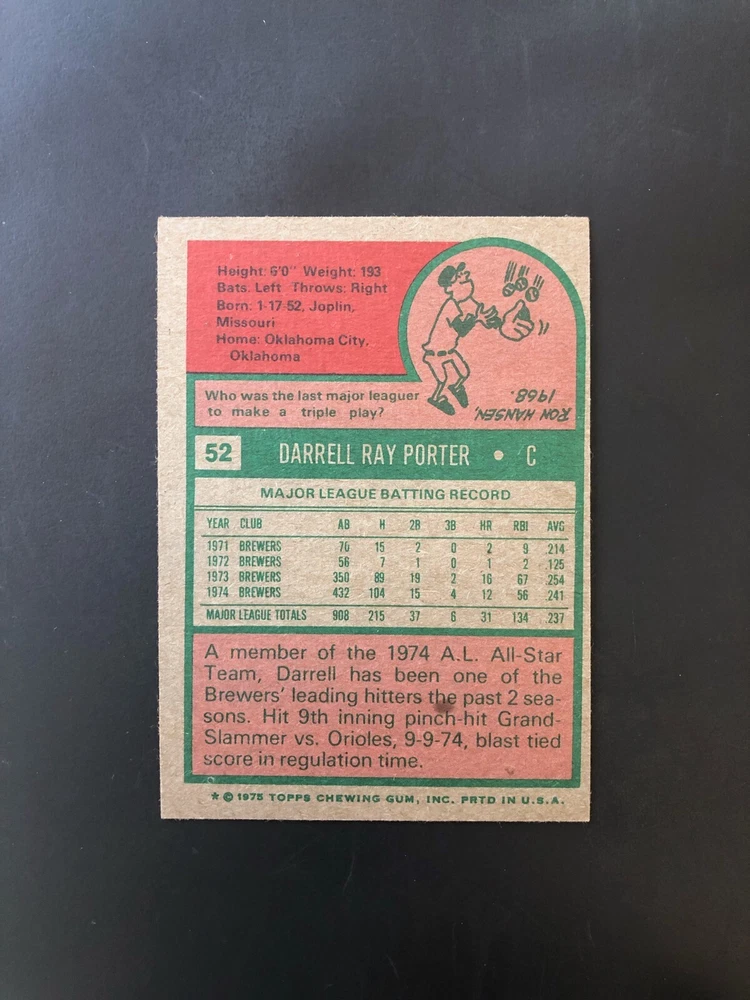 Height: 6'0" Weight: 193
Bats: Left Throws: Right
Born: 1-17-52, Joplin,
Missouri
Home: Oklahoma City,
Oklahoma
Who was the last major leaguer
to make a triple play?
RON HANSEN,
1968.
52 DARRELL RAY PORTER • C
MAJOR LEAGUE BATTING RECORD
YEAR CLUB AB H 2B 3B HR RBI AVG
1971 BREWERS 70 15 2 0 2 9 .214
1972 BREWERS 56 7 1 0 1 2 .125
1973 BREWERS 350 89 19 2 16 67 .254
1974 BREWERS 432 104 15 4 12 56 .241
MAJOR LEAGUE TOTALS 908 215 37 6 31 134 .237
A member of the 1974 A.L. All-Star
Team, Darrell has been one of the
Brewers' leading hitters the past 2 sea-
sons. Hit 9th inning pinch-hit Grand-
Slammer vs. Orioles, 9-9-74, blast tied
score in regulation time.
* © 1975 TOPPS CHEWING GUM, INC. PRTD IN U.S.A.